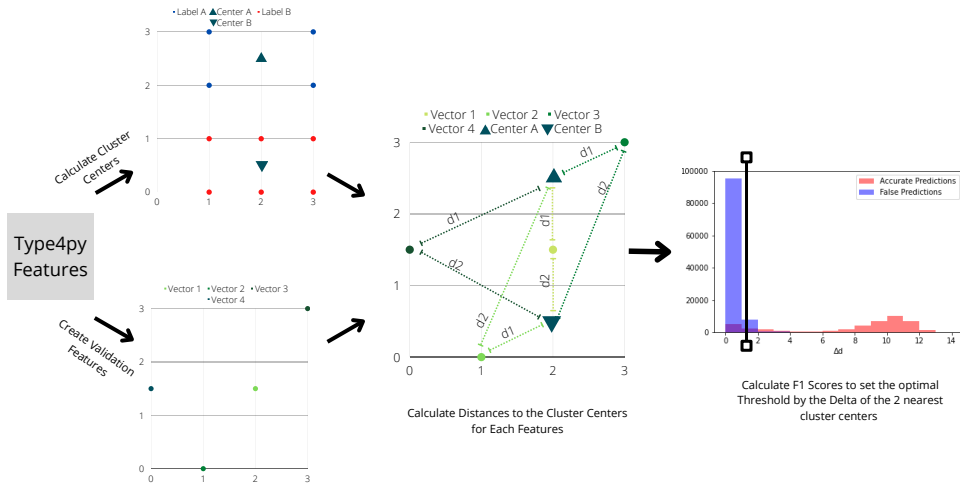 Label A Center A Label B
Center B
3
2
1
0
0 1 2 3
Calculate Cluster
Centers
Type4py
Features
Create Validation
Features
Vector 1 Vector 2 Vector 3
Vector 4
3
2
1
0
0 1 2 3
Vector 1 Vector 2 Vector 3
Vector 4 Center A Center B
3
2
1
0
0 1 2 3
d1
d2
d1
d2
d1
d2
d2
d1
Calculate Distances to the Cluster Centers
for Each Features
100000
80000
60000
40000
20000
0
0 2 4 6 8 10 12 14
Δd
Accurate Predictions
False Predictions
Calculate F1 Scores to set the optimal
Threshold by the Delta of the 2 nearest
cluster centers